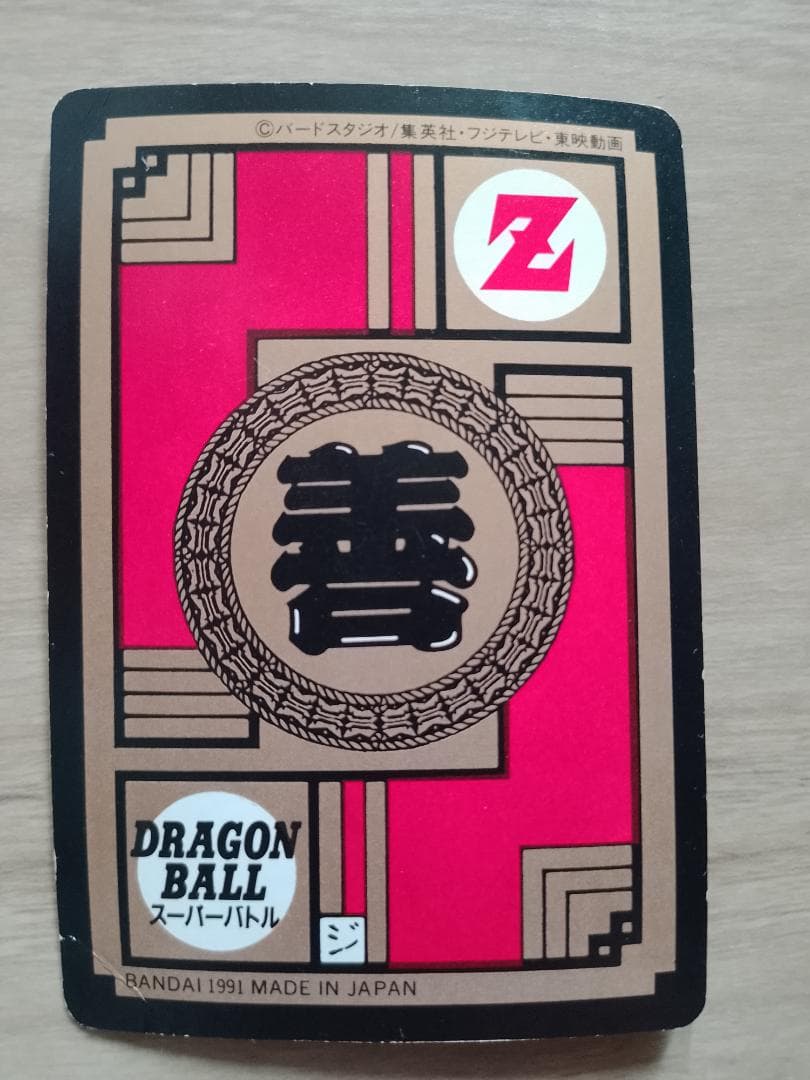 ©バードスタジオ/集英社・フジテレビ・東映動画
Z
善
DRAGON
BALL
スーパーバトル
ジ
BANDAI 1991 MADE IN JAPAN